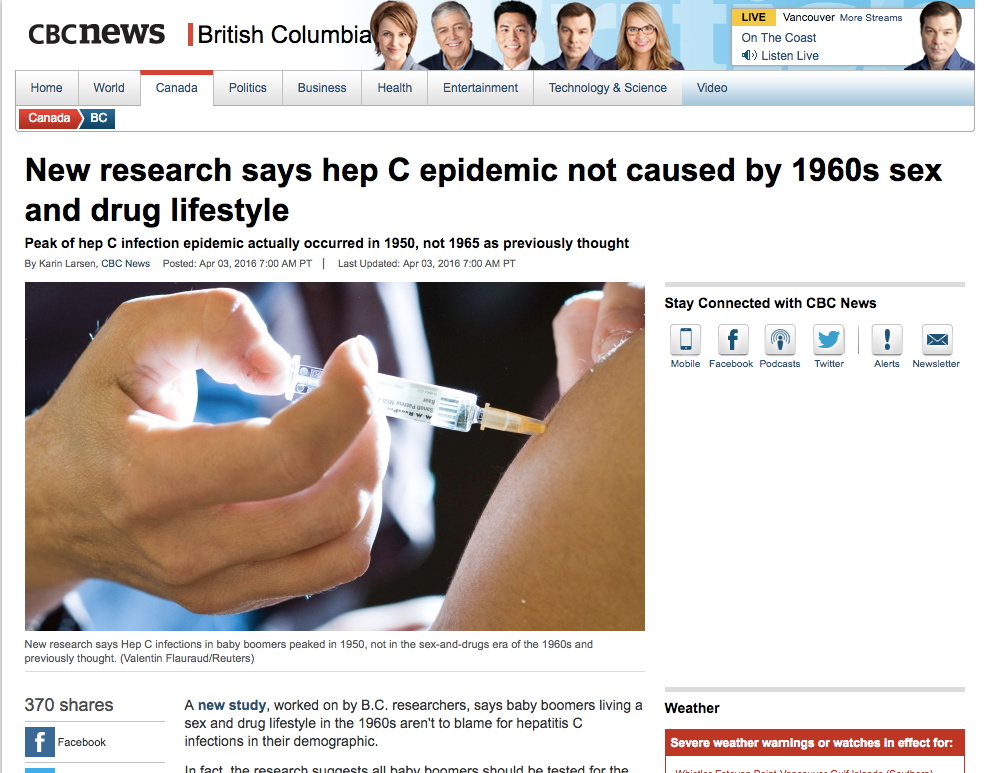 CBCnews British Columbia
LIVE Vancouver More Streams
On The Coast
Listen Live
Home World Canada Politics Business Health Entertainment Technology & Science Video
Canada BC
New research says hep C epidemic not caused by 1960s sex
and drug lifestyle
Peak of hep C infection epidemic actually occurred in 1950, not 1965 as previously thought
By Karin Larsen, CBC News Posted: Apr 03, 2016 7:00 AM PT | Last Updated: Apr 03, 2016 7:00 AM PT
Stay Connected with CBC News
Mobile Facebook Podcasts Twitter Alerts Newsletter
New research says Hep C infections in baby boomers peaked in 1950, not in the sex-and-drugs era of the 1960s and
previously thought. (Valentin Flauraud/Reuters)
370 shares
Facebook
A new study, worked on by B.C. researchers, says baby boomers living a
sex and drug lifestyle in the 1960s aren't to blame for hepatitis C
infections in their demographic.
In fact, the research suggests all baby boomers should be tested for the
Weather
Severe weather warnings or watches in effect for: